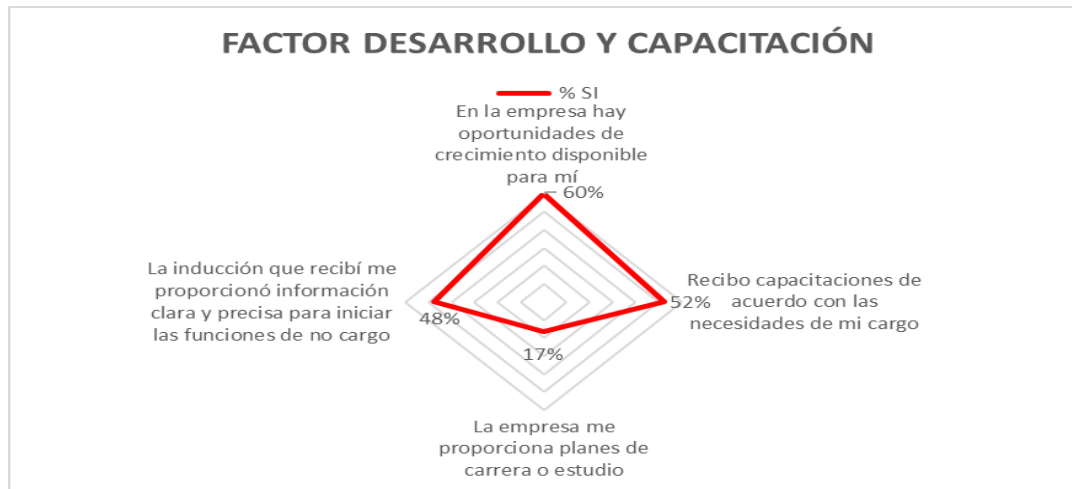 FACTOR DESARROLLO Y CAPACITACIÓN
% SI
En la empresa hay
oportunidades de
crecimiento disponible
para mí
60%
La inducción que recibí me
proporcionó información
clara y precisa para iniciar
las funciones de no cargo
48%
Recibo capacitaciones de
acuerdo con las
necesidades de mi cargo
52%
17%
La empresa me
proporciona planes de
carrera o estudio